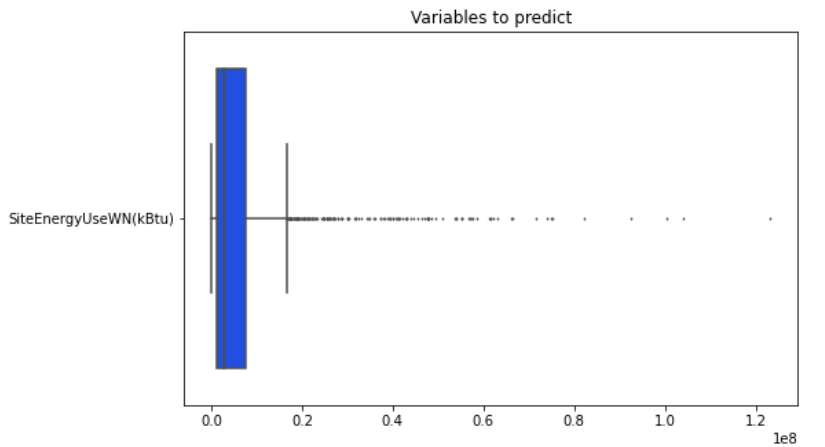 Variables to predict
SiteEnergyUseWN(kBtu)
0.0 0.2 0.4 0.6 0.8 1.0 1.2
1e8